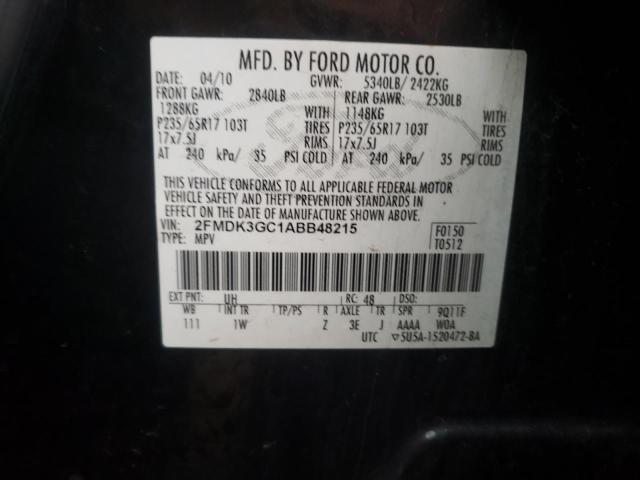 MFD. BY FORD MOTOR CO.
DATE: 04/10 GVWR: 5340LB/ 2422KG
FRONT GAWR: 2840LB REAR GAWR: 2530LB
1288KG WITH 1148KG WITH
P235/65R17 103T TIRES P235/65R17 103T TIRES
17x7.5J RIMS 17x7.5J RIMS
AT 240 kPa/ 35 PSI COLD AT 240 kPa/ 35 PSI COLD
THIS VEHICLE CONFORMS TO ALL APPLICABLE FEDERAL MOTOR
VEHICLE SAFETY AND THEFT PREVENTION STANDARDS IN
EFFECT ON THE DATE OF MANUFACTURE SHOWN ABOVE.
VIN: 2FMDK3GC1ABB48215 F0150
TYPE: MPV T0512
EXT PNT: UH RC: 48 DSO:
WB INT TR TP/PS R AXLE TR SPR 9Q11F
111 1W Z 3E J AAAA WOA
UTC ▽5U5A-1520472-BA